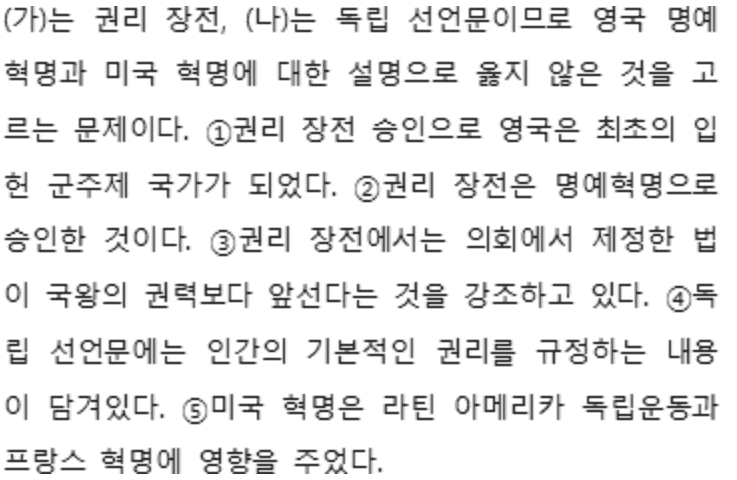 (가)는 권리 장전, (나)는 독립 선언문이므로 영국 명예
혁명과 미국 혁명에 대한 설명으로 옳지 않은 것을 고
르는 문제이다. ①권리 장전 승인으로 영국은 최초의 입
헌 군주제 국가가 되었다. ②권리 장전은 명예혁명으로
승인한 것이다. ③권리 장전에서는 의회에서 제정한 법
이 국왕의 권력보다 앞선다는 것을 강조하고 있다. ④독
립 선언문에는 인간의 기본적인 권리를 규정하는 내용
이 담겨있다. ⑤미국 혁명은 라틴 아메리카 독립운동과
프랑스 혁명에 영향을 주었다.